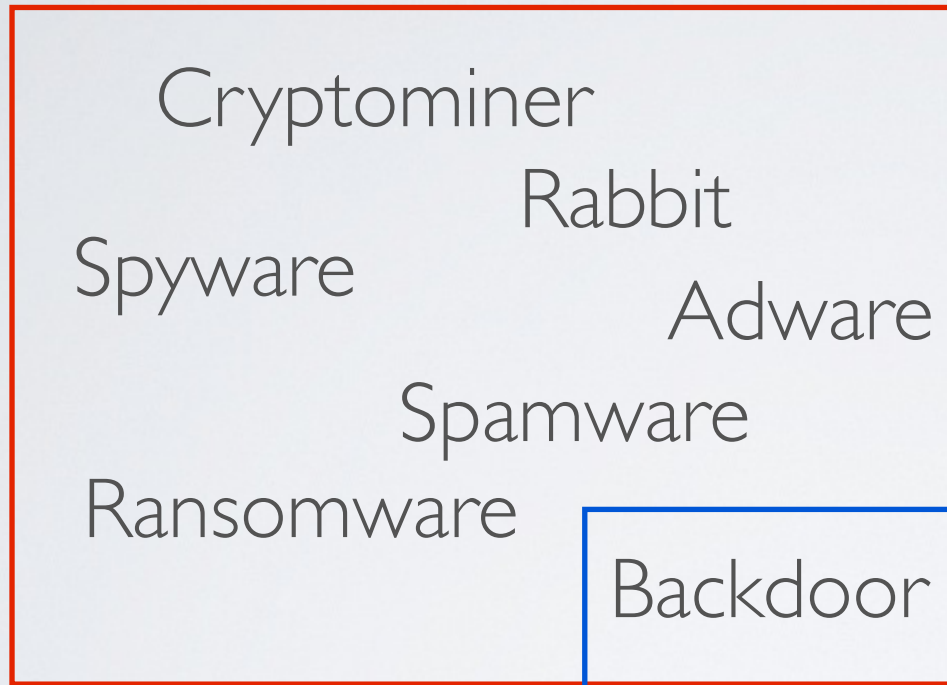 Cryptominer
Rabbit
Spyware
Adware
Spamware
Ransomware
Backdoor